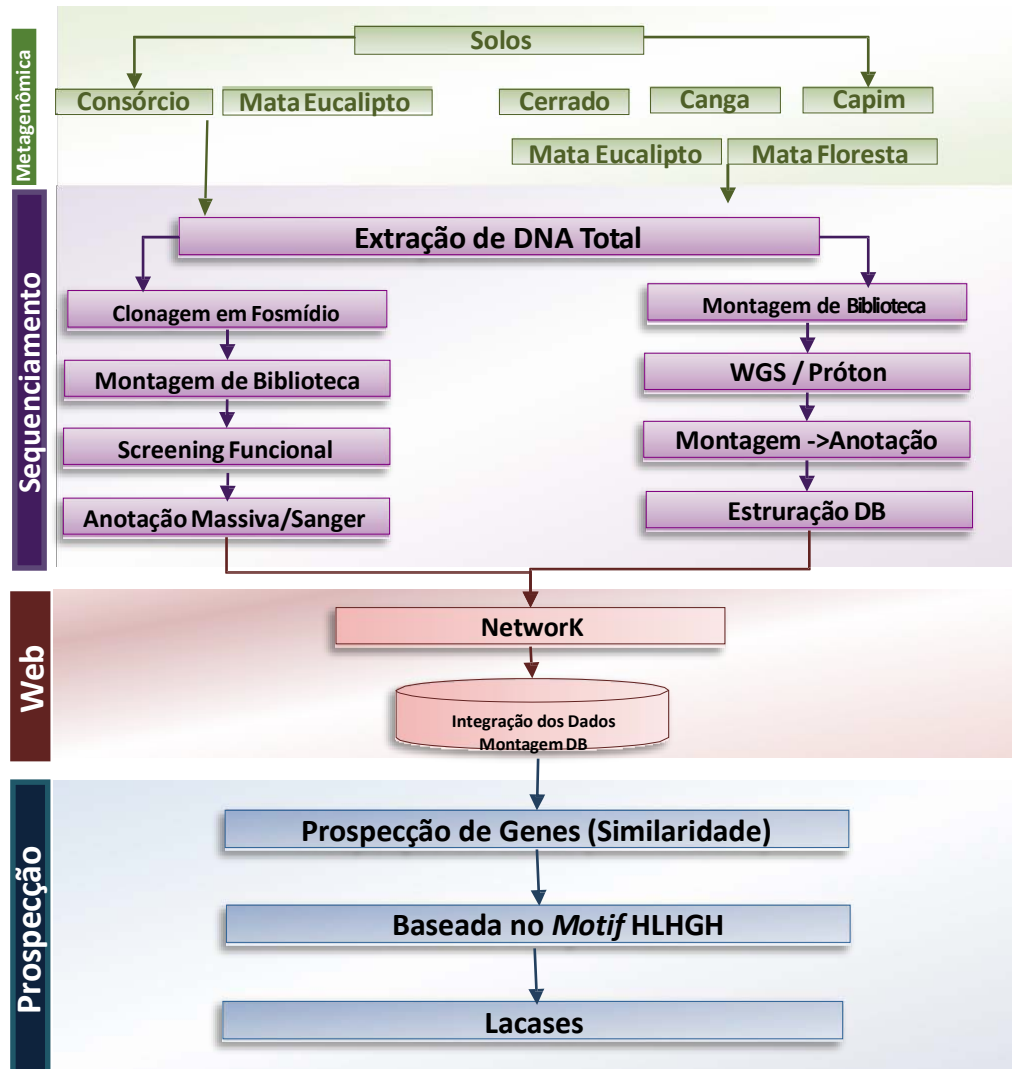 Metagenômica
Solos
Consórcio
Mata Eucalipto
Cerrado
Canga
Capim
Mata Eucalipto
Mata Floresta
Sequenciamento
Extração de DNA Total
Clonagem em Fosmídio
Montagem de Biblioteca
Screening Funcional
Anotação Massiva/Sanger
Montagem de Biblioteca
WGS / Próton
Montagem ->Anotação
Estruração DB
Web
NetworK
Integração dos Dados
Montagem DB
Prospecção
Prospecção de Genes (Similaridade)
Baseada no Motif HLHGH
Lacases